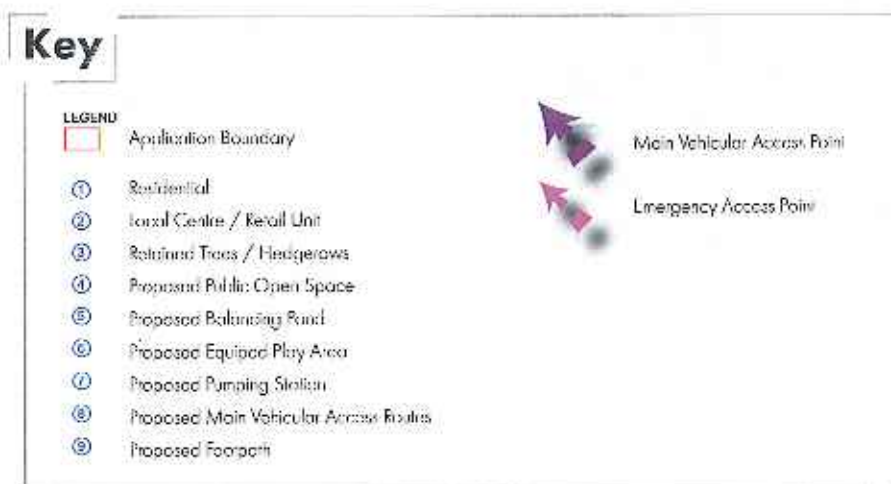 Key
LEGEND
Application Boundary
① Residential
② Local Centre / Retail Unit
③ Retained Trees / Hedgerows
④ Proposed Public Open Space
⑤ Proposed Balancing Pond
⑥ Proposed Equiped Play Area
⑦ Proposed Pumping Station
⑧ Proposed Main Vehicular Access Routes
⑨ Proposed Footpath
Main Vehicular Access Point
Emergency Access Point